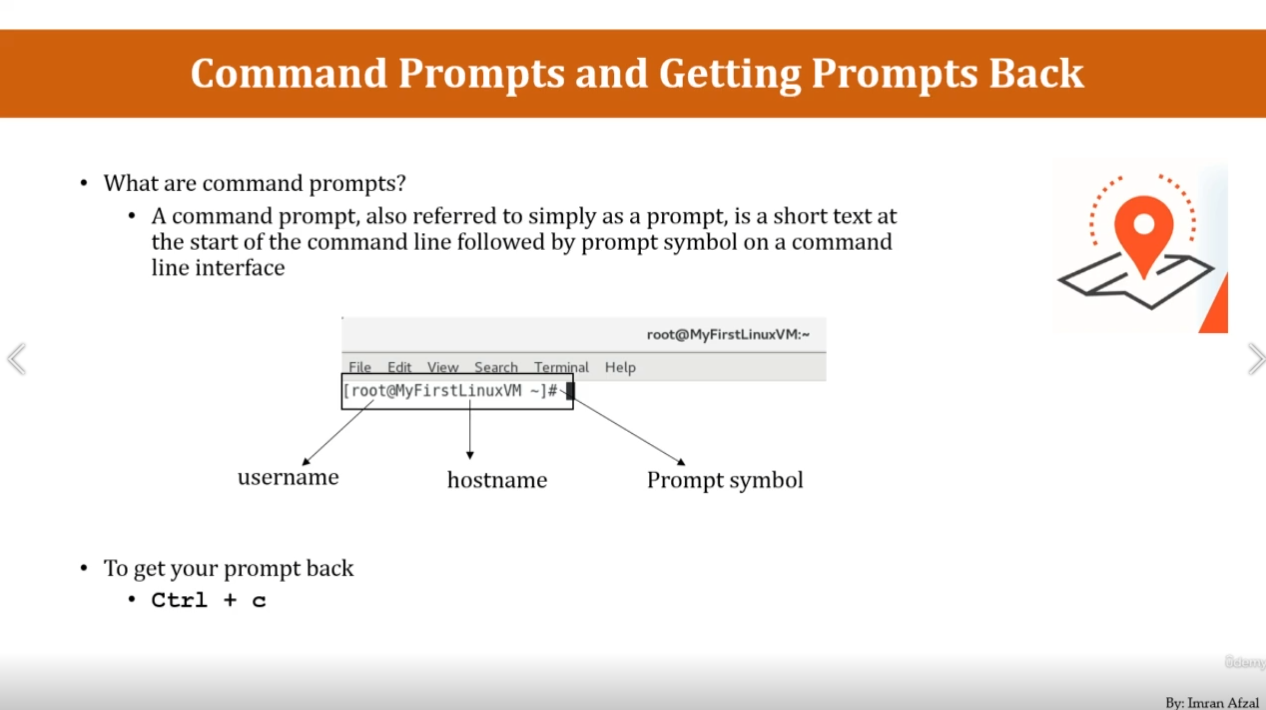 Command Prompts and Getting Prompts Back
• What are command prompts?
• A command prompt, also referred to simply as a prompt, is a short text at
the start of the command line followed by prompt symbol on a command
line interface
root@MyFirstLinuxVM:~
File Edit View Search Terminal Help
[root@MyFirstLinuxVM ~]#
username hostname Prompt symbol
• To get your prompt back
• Ctrl + c
ûdemy
By: Imran Afzal